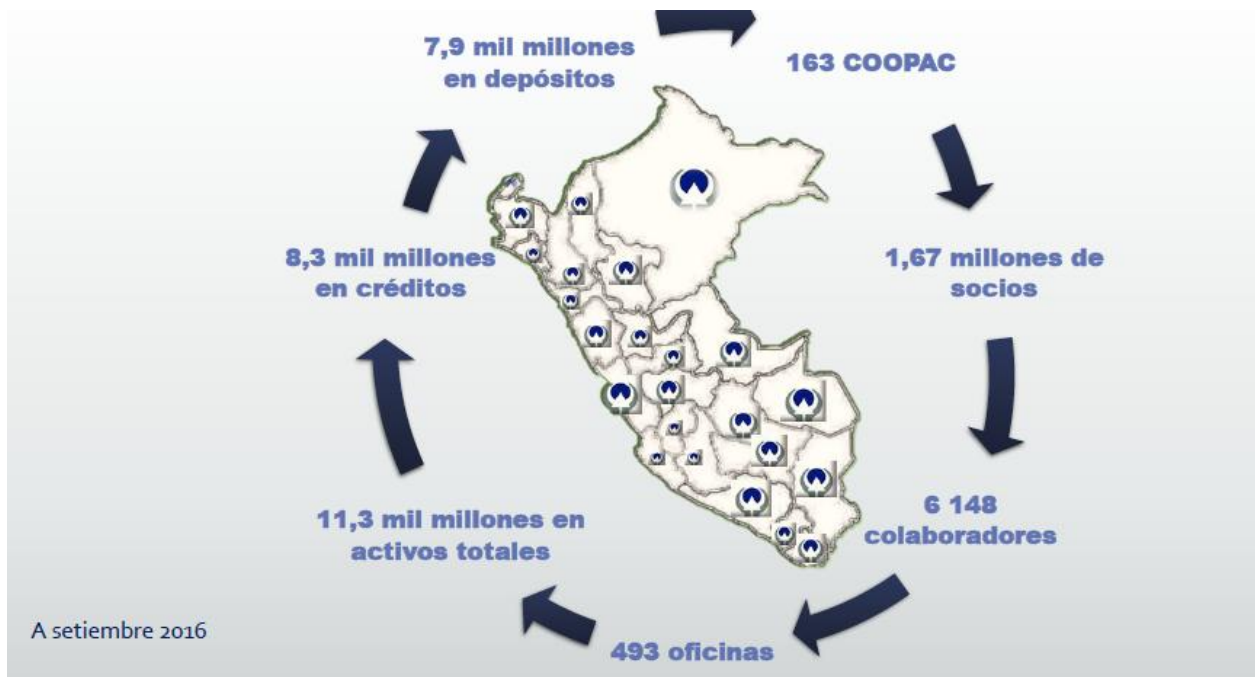 7,9 mil millones
en depósitos
163 COOPAC
8,3 mil millones
en créditos
1,67 millones de
socios
11,3 mil millones en
activos totales
6 148
colaboradores
A setiembre 2016
493 oficinas